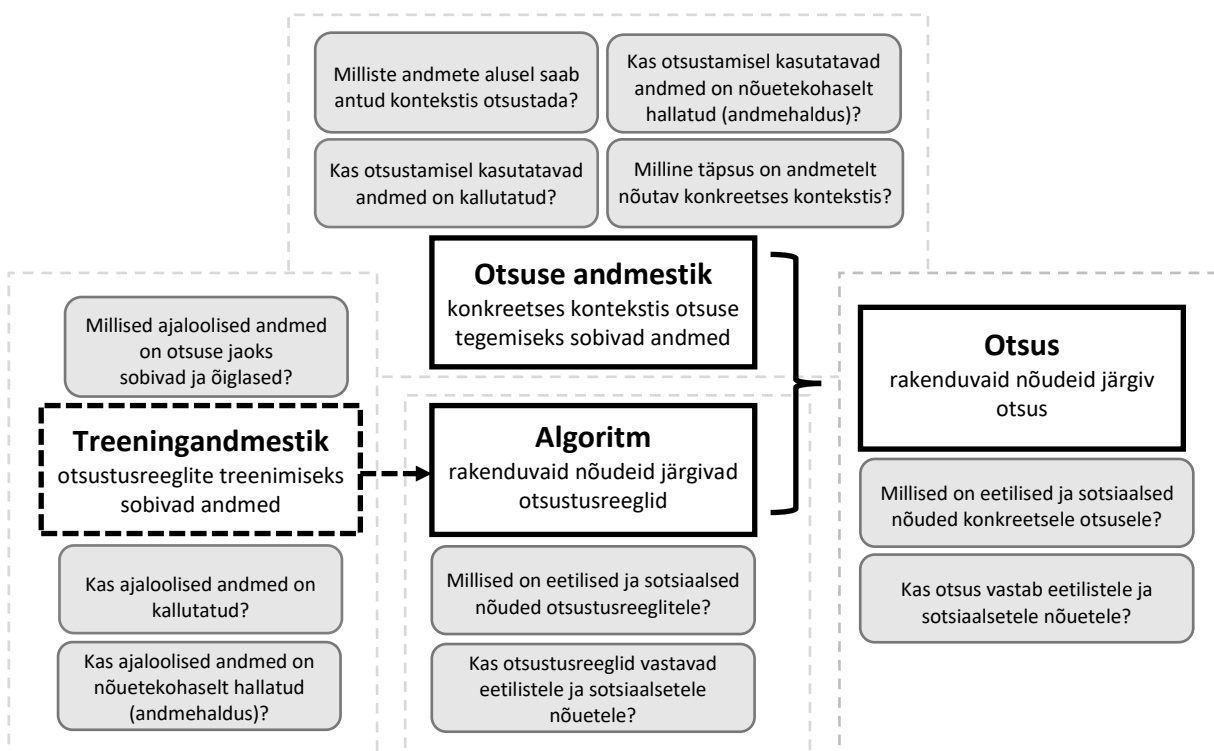 Milliste andmete alusel saab
antud kontekstis otsustada?
Kas otsustamisel kasutatavad
andmed on nõuetekohaselt
hallatud (andmehaldus)?
Kas otsustamisel kasutatavad
andmed on kallutatud?
Milline täpsus on andmetelt
nõutav konkreetses kontekstis?
Otsuse andmestik
konkreetses kontekstis otsuse
tegemiseks sobivad andmed
Millised ajaloolised andmed
on otsuse jaoks
sobivad ja õiglased?
Treeningandmestik
otsustusreeglite treenimiseks
sobivad andmed
Kas ajaloolised andmed on
kallutatud?
Kas ajaloolised andmed on
nõuetekohaselt hallatud
(andmehaldus)?
Algoritm
rakenduvaid nõudeid järgivad
otsustusreeglid
Millised on eetilised ja sotsiaalsed
nõuded otsustusreeglitele?
Kas otsustusreeglid vastavad
eetilistele ja sotsiaalsetele
nõuetele?
Otsus
rakenduvaid nõudeid järgiv
otsus
Millised on eetilised ja sotsiaalsed
nõuded konkreetsele otsusele?
Kas otsus vastab eetilistele ja
sotsiaalsetele nõuetele?